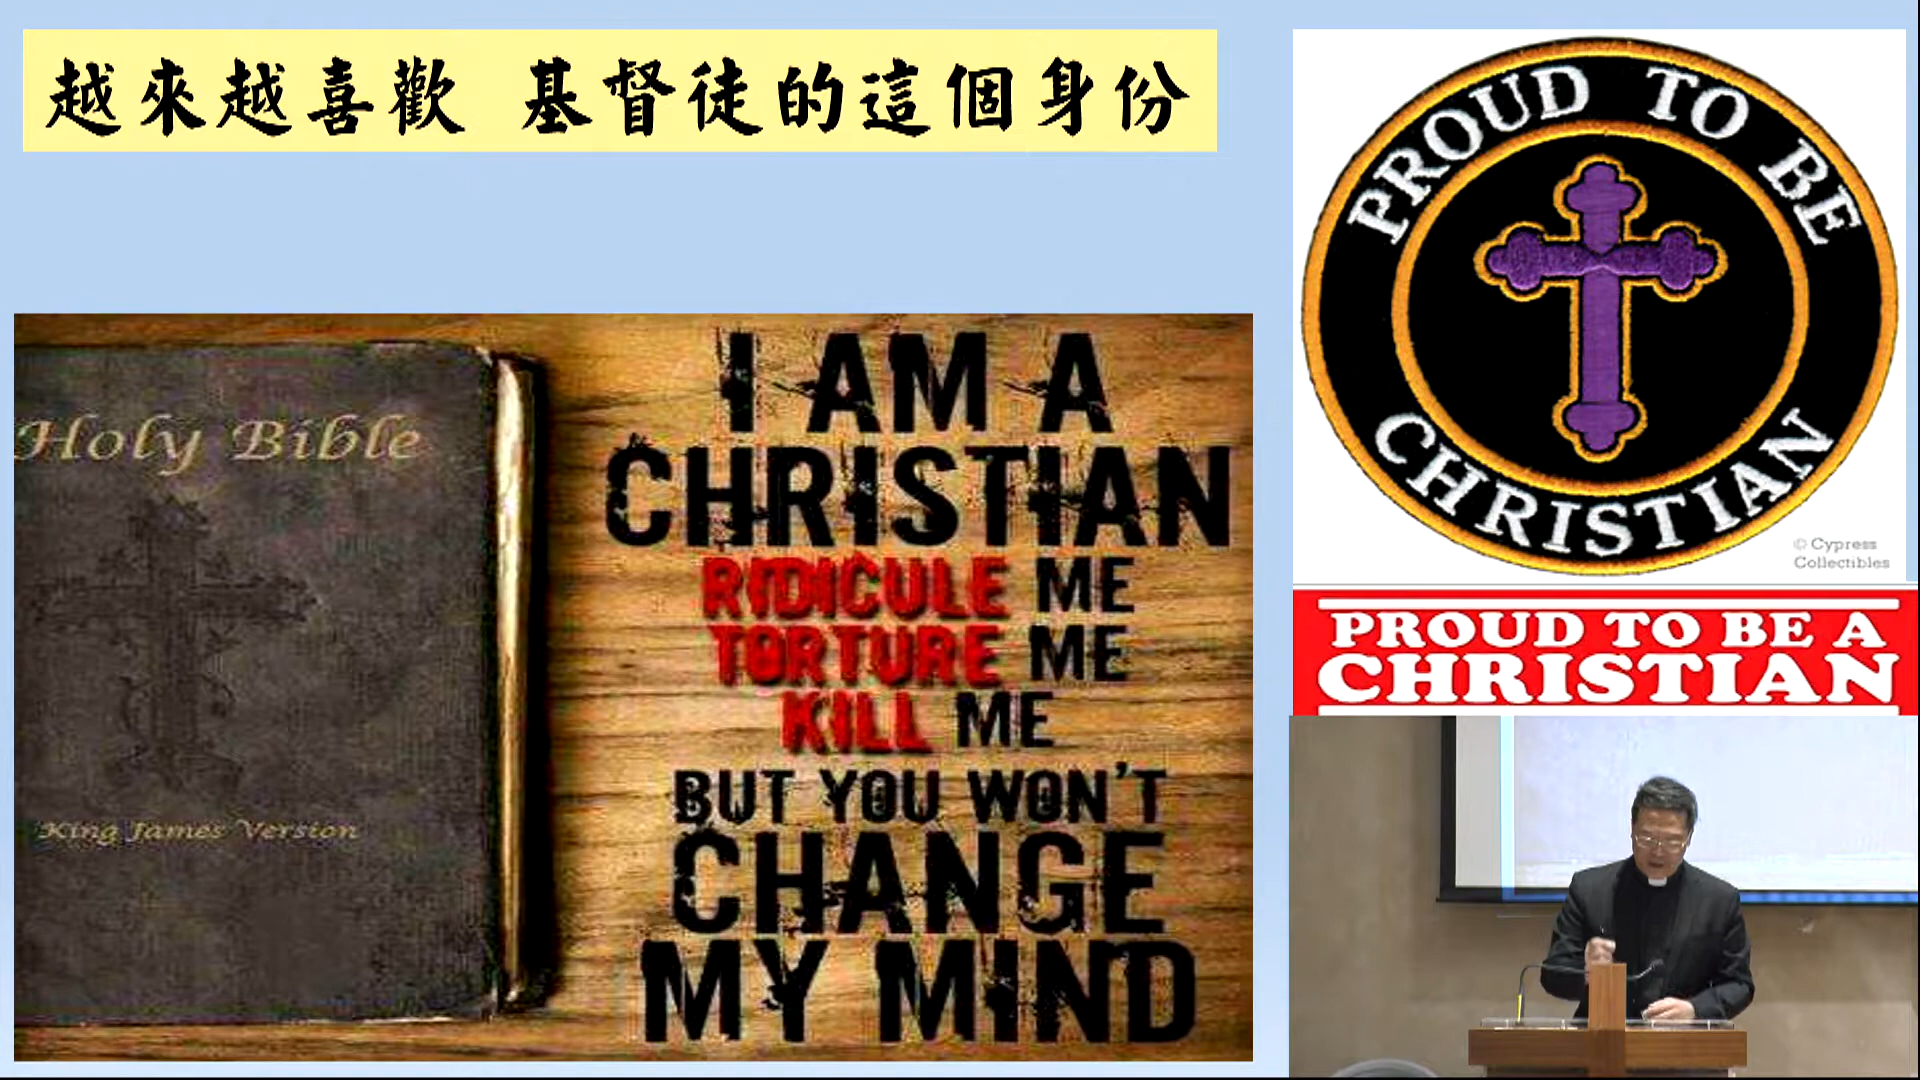 越來越喜歡 基督徒的這個身份
Holy Bible
King James Version
I AM A
CHRISTIAN
RIDICULE ME
TORTURE ME
KILL ME
BUT YOU WON'T
CHANGE
MY MIND
PROUD TO BE
CHRISTIAN
© Cypress
Collectibles
PROUD TO BE A
CHRISTIAN